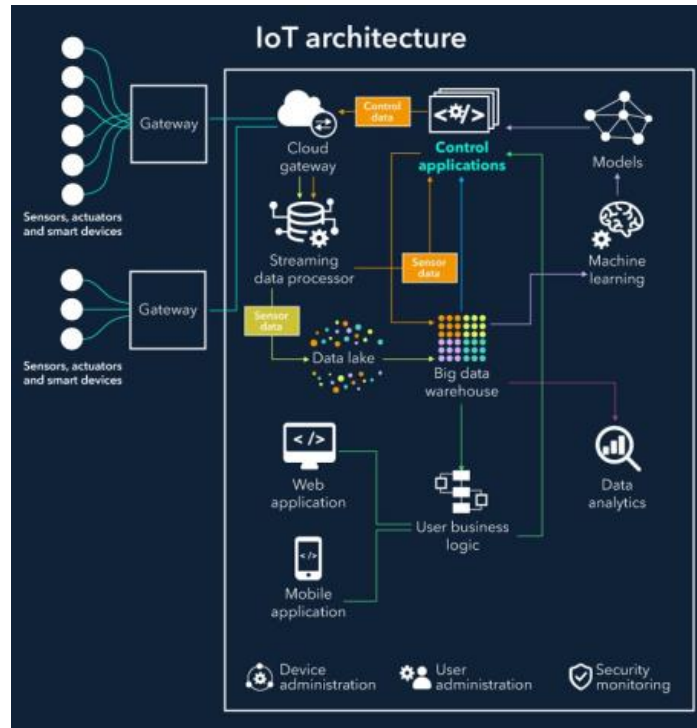 IoT architecture
Gateway
Sensors, actuators
and smart devices
Gateway
Sensors, actuators
and smart devices
Cloud
gateway
Control
data
</>
Control
applications
Models
Streaming
data processor
Sensor
data
Machine
learning
Sensor
data
Data lake
Big data
warehouse
</>
Web
application
User business
logic
Data
analytics
</>
Mobile
application
Device
administration
User
administration
Security
monitoring